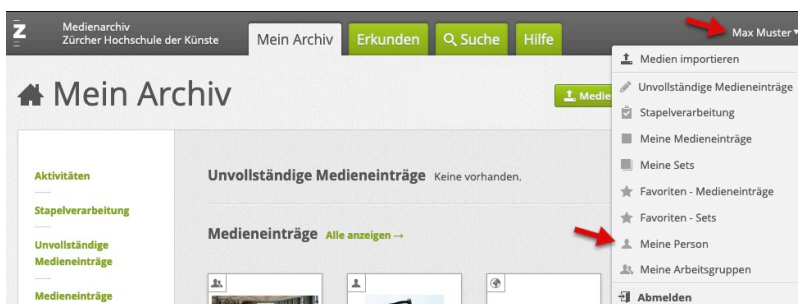 Z
Medienarchiv
Zürcher Hochschule der Künste
Mein Archiv
Erkunden
Suche
Hilfe
Max Muster
Mein Archiv
Medie
Medien importieren
Unvollständige Medieneinträge
Stapelverarbeitung
Meine Medieneinträge
Meine Sets
Favoriten - Medieneinträge
Favoriten - Sets
Meine Person
Meine Arbeitsgruppen
Abmelden
Aktivitäten
Stapelverarbeitung
Unvollständige
Medieneinträge
Medieneinträge
Unvollständige Medieneinträge Keine vorhanden.
Medieneinträge Alle anzeigen →